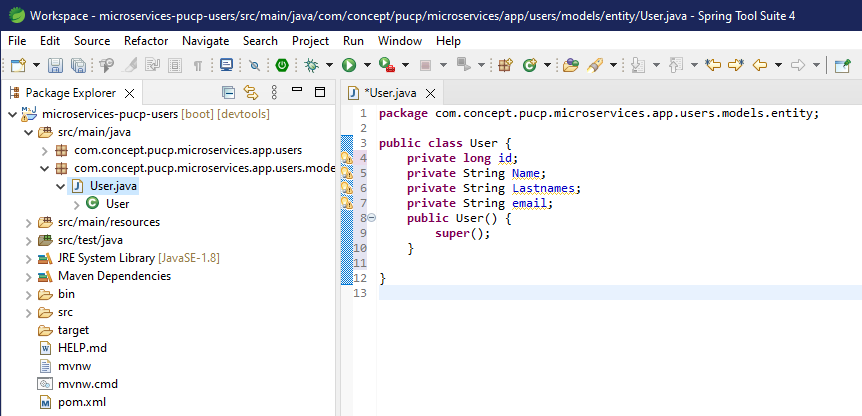 Workspace - microservices-pucp-users/src/main/java/com/concept/pucp/microservices/app/users/models/entity/User.java - Spring Tool Suite 4
File Edit Source Refactor Navigate Search Project Run Window Help
Package Explorer
microservices-pucp-users [boot] [devtools]
src/main/java
com.concept.pucp.microservices.app.users
com.concept.pucp.microservices.app.users.mode
User.java
User
src/main/resources
src/test/java
JRE System Library [JavaSE-1.8]
Maven Dependencies
bin
src
target
HELP.md
mvnw
mvnw.cmd
pom.xml
*User.java
1 package com.concept.pucp.microservices.app.users.models.entity;
2
3 public class User {
4 private long id;
5 private String Name;
6 private String Lastnames;
7 private String email;
8 public User() {
9 super();
10 }
11
12 }
13